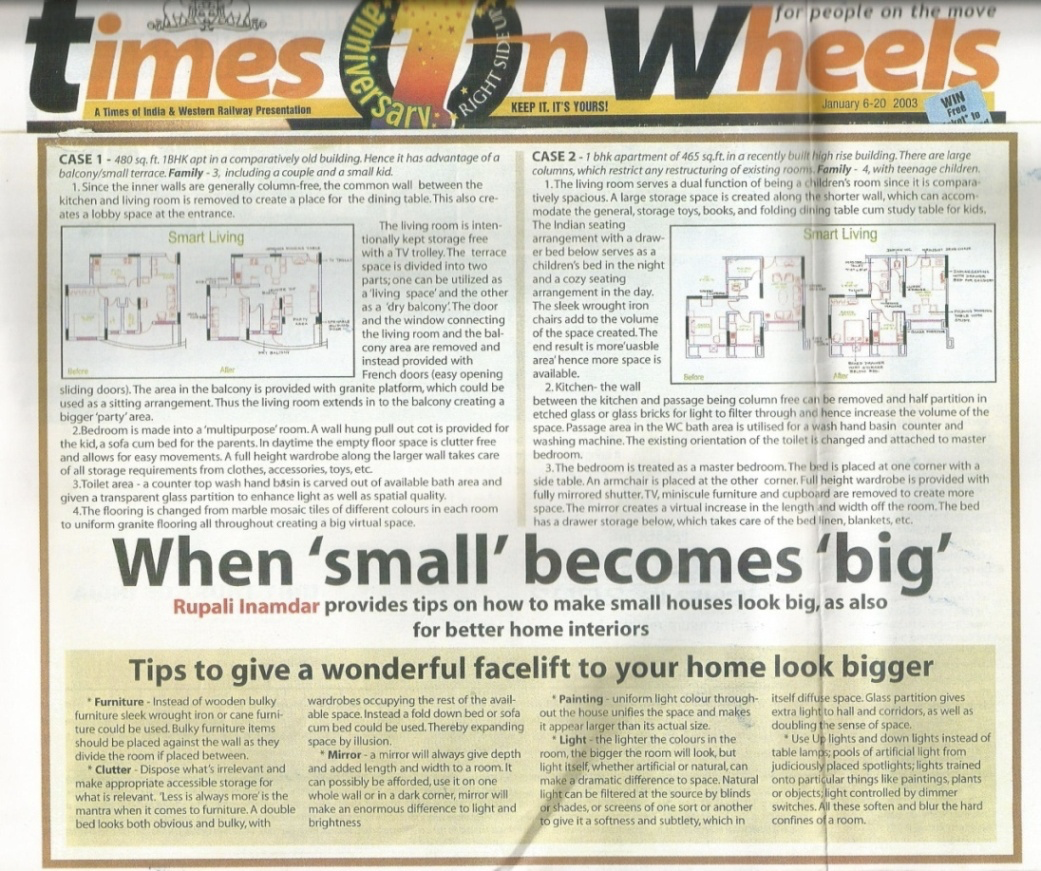 for people on the move
times On Wheels
anniversary:
RIGHT SIDE UP
A Times of India & Western Railway Presentation
KEEP IT. IT'S YOURS!
January 6-20 2003
WIN
Free
CASE 1 - 480 sq. ft. 1BHK apt in a comparatively old building. Hence it has advantage of a
balcony/small terrace. Family - 3, including a couple and a small kid.
1. Since the inner walls are generally column-free, the common wall between the
kitchen and living room is removed to create a place for the dining table. This also cre-
ates a lobby space at the entrance.
Smart Living
Before
After
The living room is inten-
tionally kept storage free
with a TV trolley. The terrace
space is divided into two
parts; one can be utilized as
a 'living space' and the other
as a 'dry balcony'. The door
and the window connecting
the living room and the bal-
cony area are removed and
instead provided with
French doors (easy opening
sliding doors). The area in the balcony is provided with granite platform, which could be
used as a sitting arrangement. Thus the living room extends in to the balcony creating a
bigger 'party' area.
2.Bedroom is made into a 'multipurpose' room. A wall hung pull out cot is provided for
the kid, a sofa cum bed for the parents. In daytime the empty floor space is clutter free
and allows for easy movements. A full height wardrobe along the larger wall takes care
of all storage requirements from clothes, accessories, toys, etc.
3.Toilet area - a counter top wash hand basin is carved out of available bath area and
given a transparent glass partition to enhance light as well as spatial quality.
4.The flooring is changed from marble mosaic tiles of different colours in each room
to uniform granite flooring all throughout creating a big virtual space.
CASE 2 - 1 bhk apartment of 465 sq.ft. in a recently built high rise building. There are large
columns, which restrict any restructuring of existing rooms. Family - 4, with teenage children.
1.The living room serves a dual function of being a children's room since it is compara-
tively spacious. A large storage space is created along the shorter wall, which can accom-
modate the general, storage toys, books, and folding dining table cum study table for kids.
The Indian seating
arrangement with a draw-
er bed below serves as a
children's bed in the night
and a cozy seating
arrangement in the day.
The sleek wrought iron
chairs add to the volume
of the space created. The
end result is more'uasble
area' hence more space is
available.
Smart Living
Before
After
2. Kitchen- the wall
between the kitchen and passage being column free can be removed and half partition in
etched glass or glass bricks for light to filter through and hence increase the volume of the
space. Passage area in the WC bath area is utilised for a wash hand basin counter and
washing machine. The existing orientation of the toilet is changed and attached to master
bedroom.
3. The bedroom is treated as a master bedroom. The bed is placed at one corner with a
side table. An armchair is placed at the other corner. Full height wardrobe is provided with
fully mirrored shutter. TV, miniscule furniture and cupboard are removed to create more
space. The mirror creates a virtual increase in the length and width off the room. The bed
has a drawer storage below, which takes care of the bed linen, blankets, etc.
When 'small' becomes 'big'
Rupali Inamdar provides tips on how to make small houses look big, as also
for better home interiors
Tips to give a wonderful facelift to your home look bigger
* Furniture - Instead of wooden bulky
furniture sleek wrought iron or cane furni-
ture could be used. Bulky furniture items
should be placed against the wall as they
divide the room if placed between.
* Clutter - Dispose what's irrelevant and
make appropriate accessible storage for
what is relevant. 'Less is always more' is the
mantra when it comes to furniture. A double
bed looks both obvious and bulky, with
wardrobes occupying the rest of the avail-
able space. Instead a fold down bed or sofa
cum bed could be used. Thereby expanding
space by illusion.
* Mirror - a mirror will always give depth
and added length and width to a room. It
can possibly be afforded, use it on one
whole wall or in a dark corner, mirror will
make an enormous difference to light and
brightness
* Painting - uniform light colour through-
out the house unifies the space and makes
it appear larger than its actual size.
* Light - the lighter the colours in the
room, the bigger the room will look, but
light itself, whether artificial or natural, can
make a dramatic difference to space. Natural
light can be filtered at the source by blinds
or shades, or screens of one sort or another
to give it a softness and subtlety, which in
itself diffuse space. Glass partition gives
extra light to hall and corridors, as well as
doubling the sense of space.
* Use Up lights and down lights instead of
table lamps; pools of artificial light from
judiciously placed spotlights; lights trained
onto particular things like paintings, plants
or objects; light controlled by dimmer
switches. All these soften and blur the hard
confines of a room.